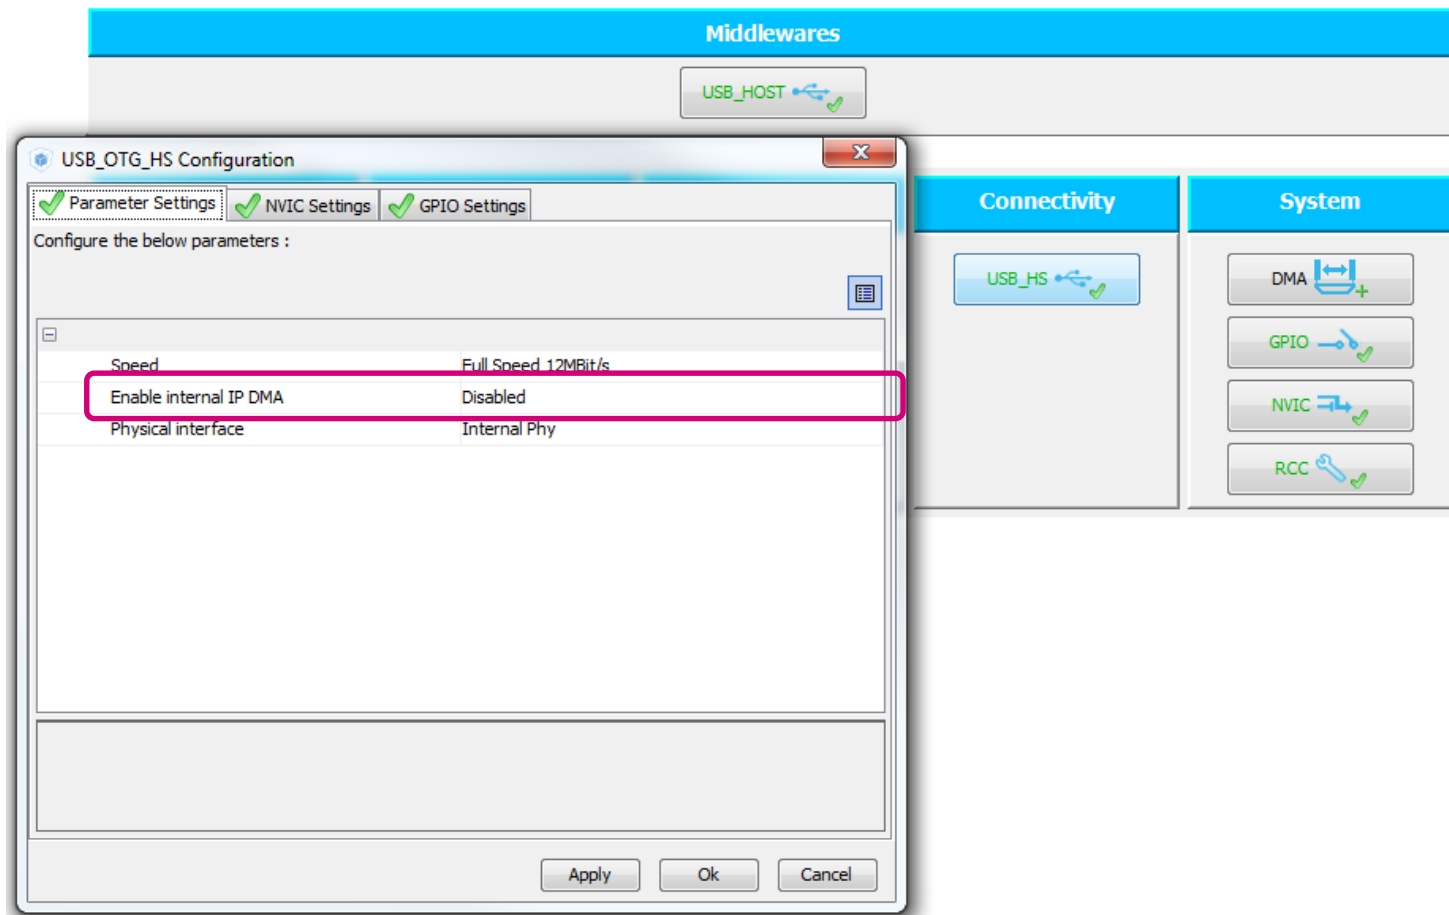 Middlewares
USB_HOST
USB_OTG_HS Configuration
Parameter Settings
NVIC Settings
GPIO Settings
Configure the below parameters :
Speed Full Speed 12MBit/s
Enable internal IP DMA Disabled
Physical interface Internal Phy
Apply
Ok
Cancel
Connectivity
USB_HS
System
DMA
GPIO
NVIC
RCC